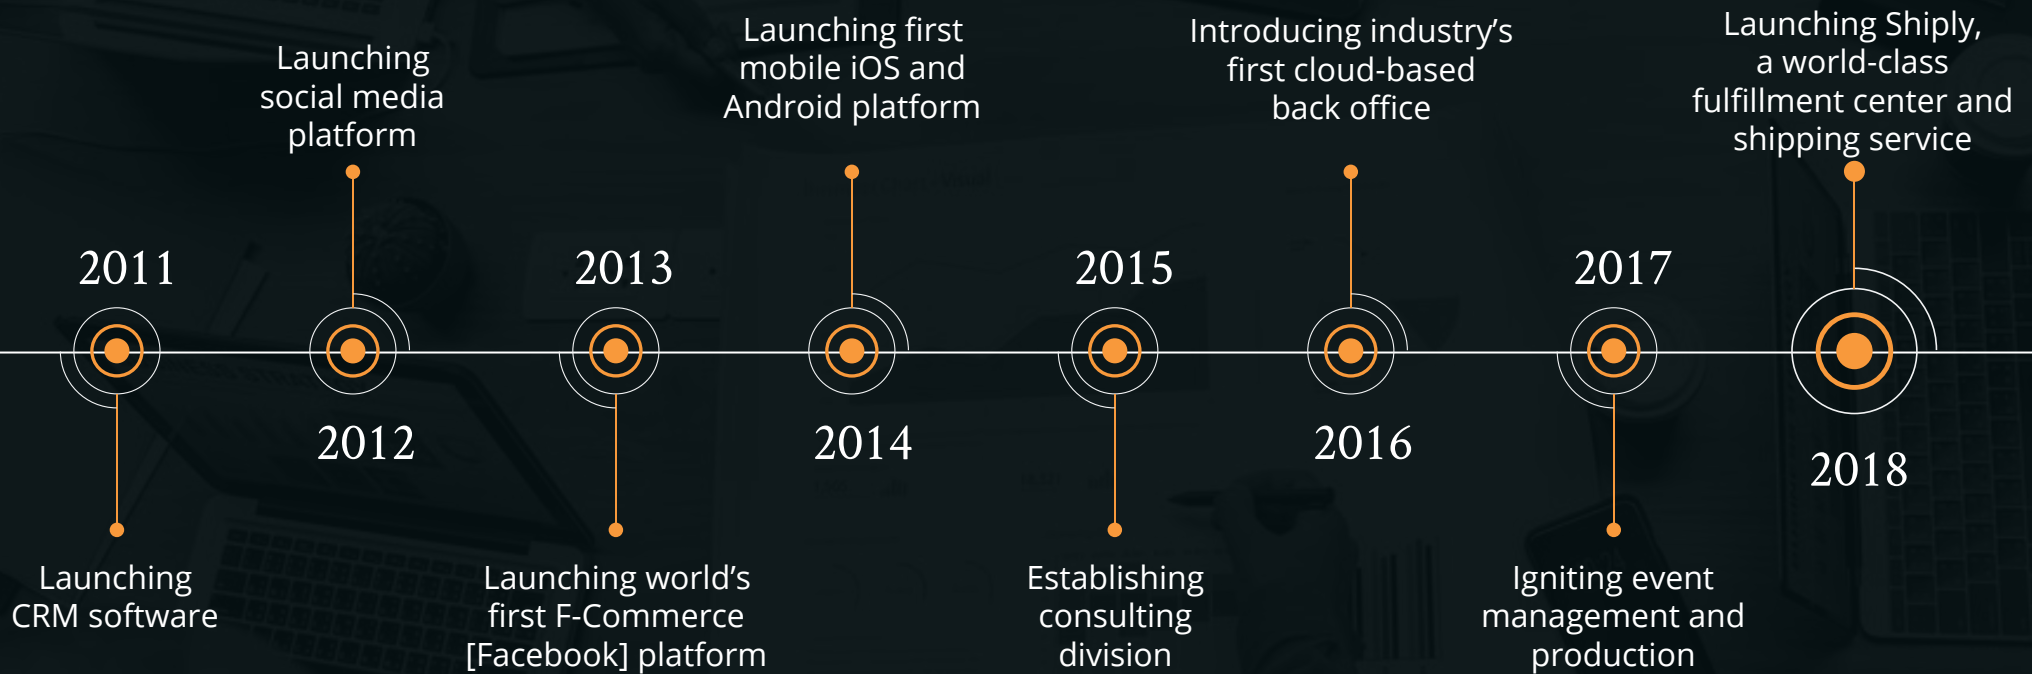 2011
Launching
CRM software
Launching
social media
platform
2012
2013
Launching world’s
first F-Commerce
[Facebook] platform
Launching first
mobile iOS and
Android platform
2014
2015
Establishing
consulting
division
Introducing industry’s
first cloud-based
back office
2016
2017
Igniting event
management and
production
Launching Shiply,
a world-class
fulfillment center and
shipping service
2018